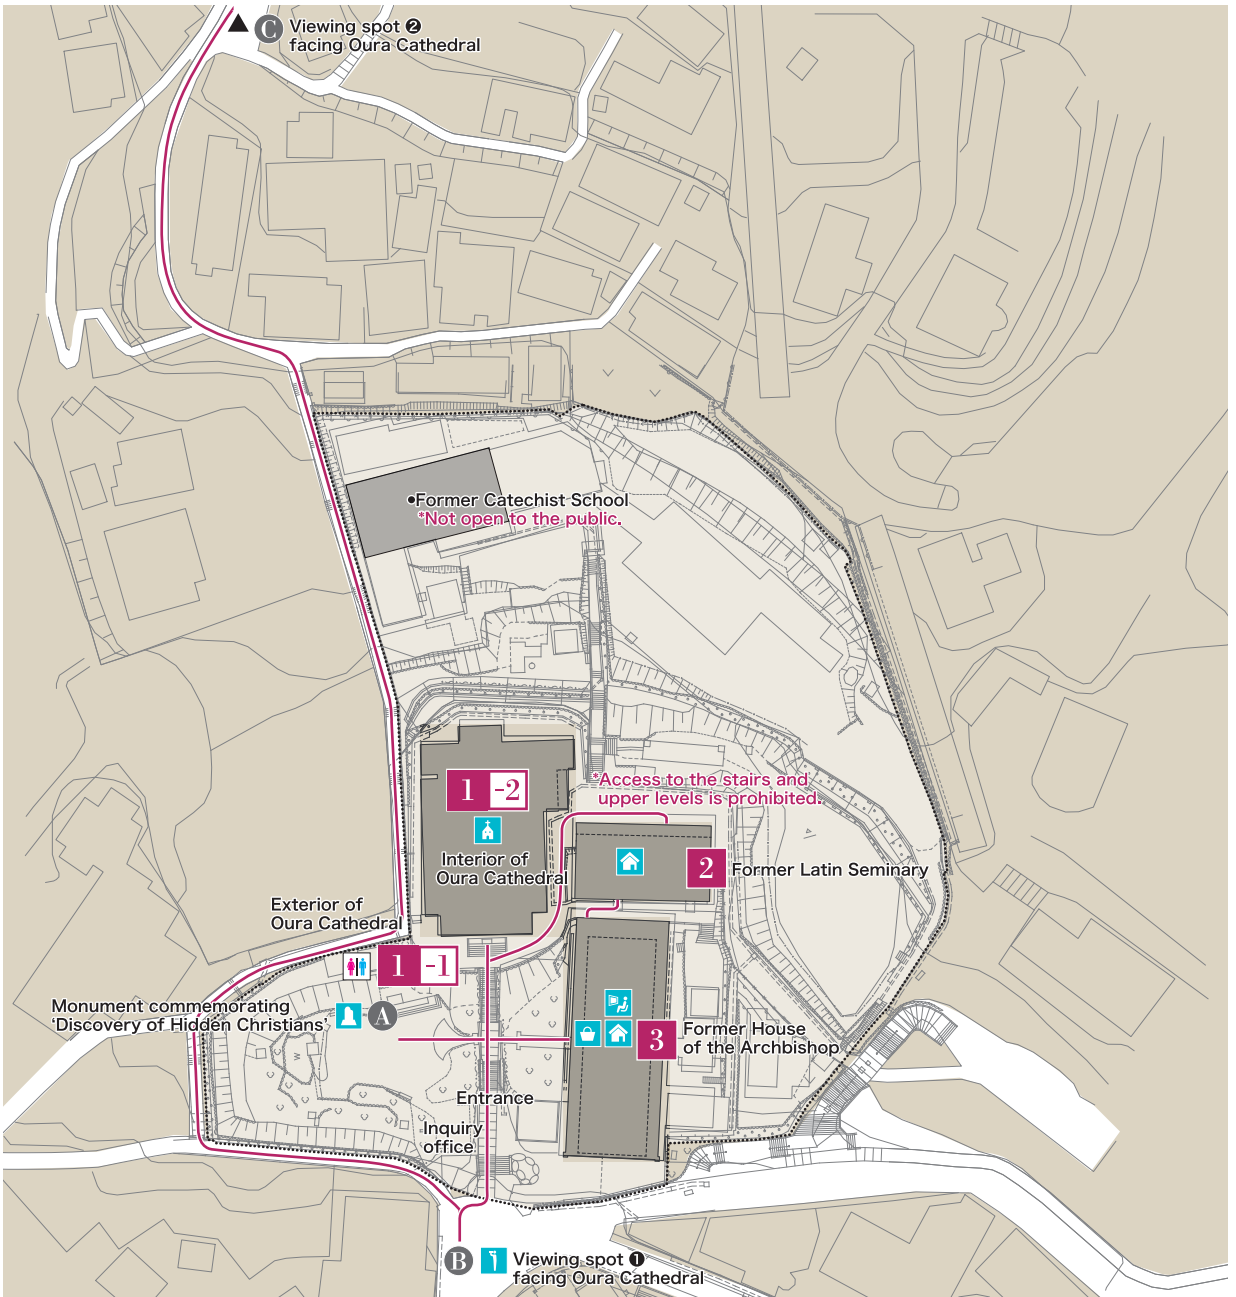 C Viewing spot ❷
facing Oura Cathedral
•Former Catechist School
*Not open to the public.
1 -2
*Access to the stairs and
upper levels is prohibited.
Interior of
Oura Cathedral
2 Former Latin Seminary
Exterior of
Oura Cathedral
1 -1
Monument commemorating
‘Discovery of Hidden Christians’
A
3 Former House
of the Archbishop
W
Entrance
Inquiry
office
B Viewing spot ❶
facing Oura Cathedral